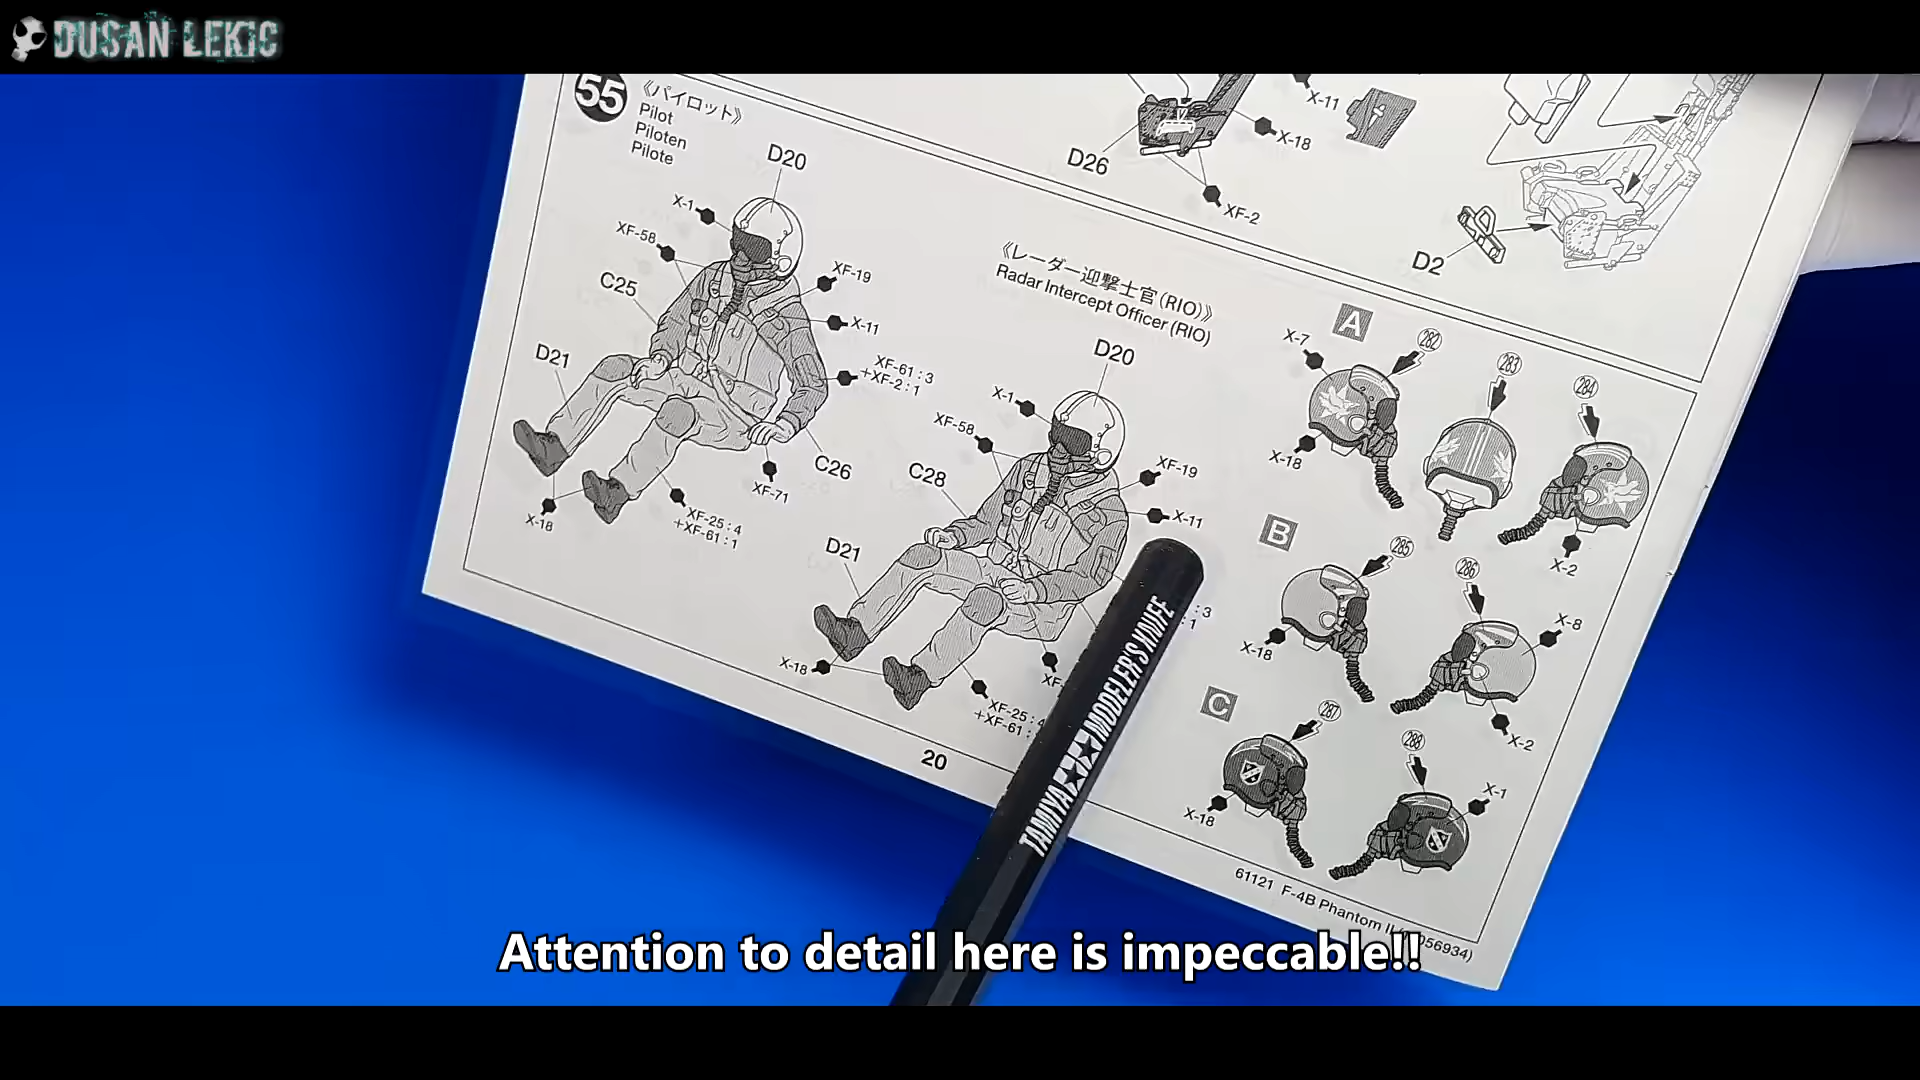 DUSAN LEKIC
55
《パイロット》
Pilot
Piloten
Pilote
D20
X-1
XF-58
XF-19
C25
X-11
D21
XF-61 : 3
+XF-2 : 1
C26
XF-71
X-18
XF-25 : 4
+XF-61 : 1
X-11
X-18
D26
XF-2
D2
《レーダー迎撃士官(RIO)》
Radar Intercept Officer (RIO)
D20
X-1
XF-58
XF-19
C28
X-11
D21
: 3
: 1
X-18
XF-
XF-25 : 4
+XF-61 :
A
X-7
282
283
284
X-18
X-2
B
285
286
X-18
X-8
X-2
C
287
288
X-18
X-1
20
61121 F-4B Phantom II
056934)
TAMIYA MODELER'S KNIFE
Attention to detail here is impeccable!!